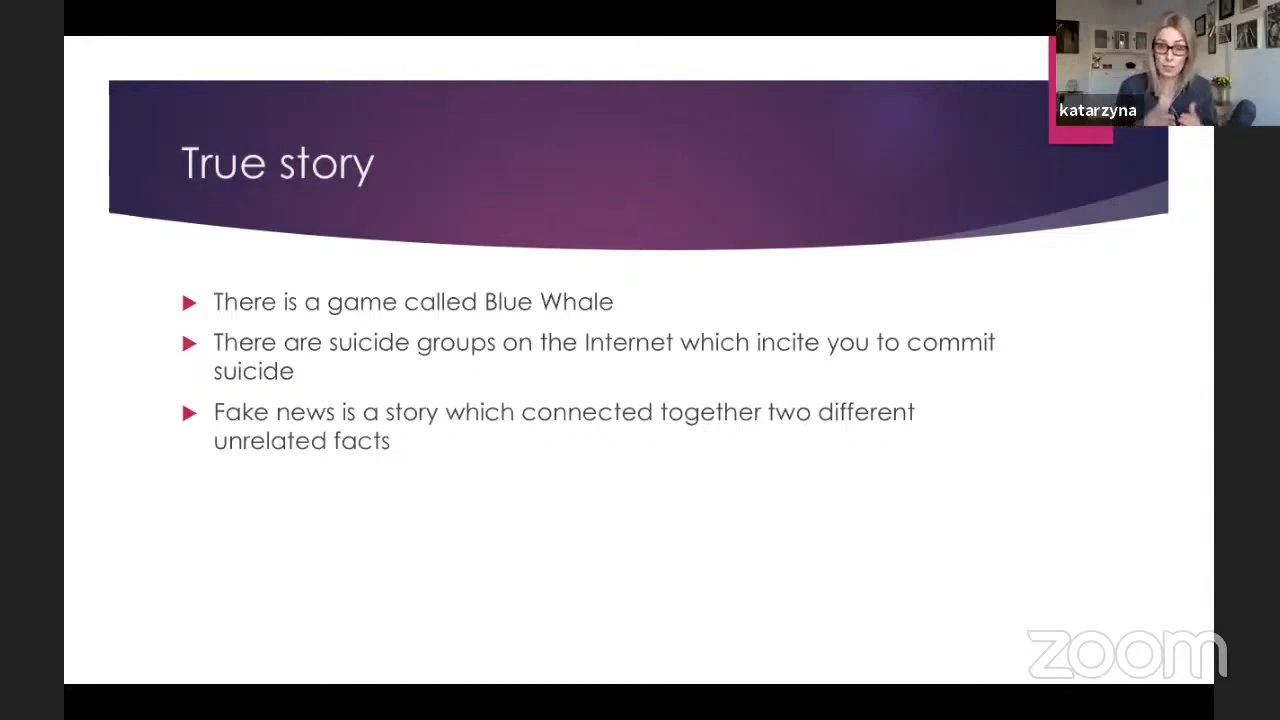 katarzyna
True story
There is a game called Blue Whale
There are suicide groups on the Internet which incite you to commit
suicide
Fake news is a story which connected together two different
unrelated facts
zoom